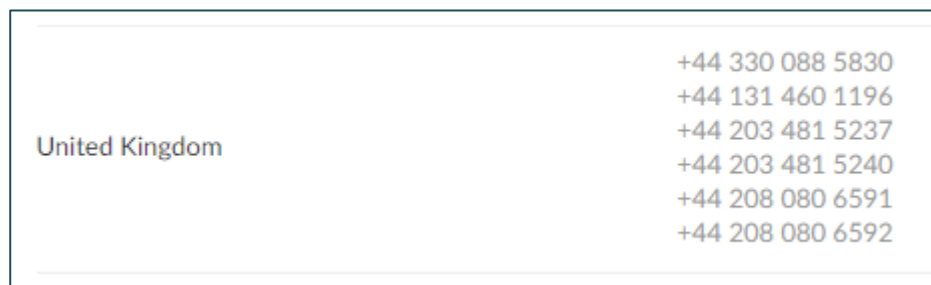 United Kingdom
+44 330 088 5830
+44 131 460 1196
+44 203 481 5237
+44 203 481 5240
+44 208 080 6591
+44 208 080 6592